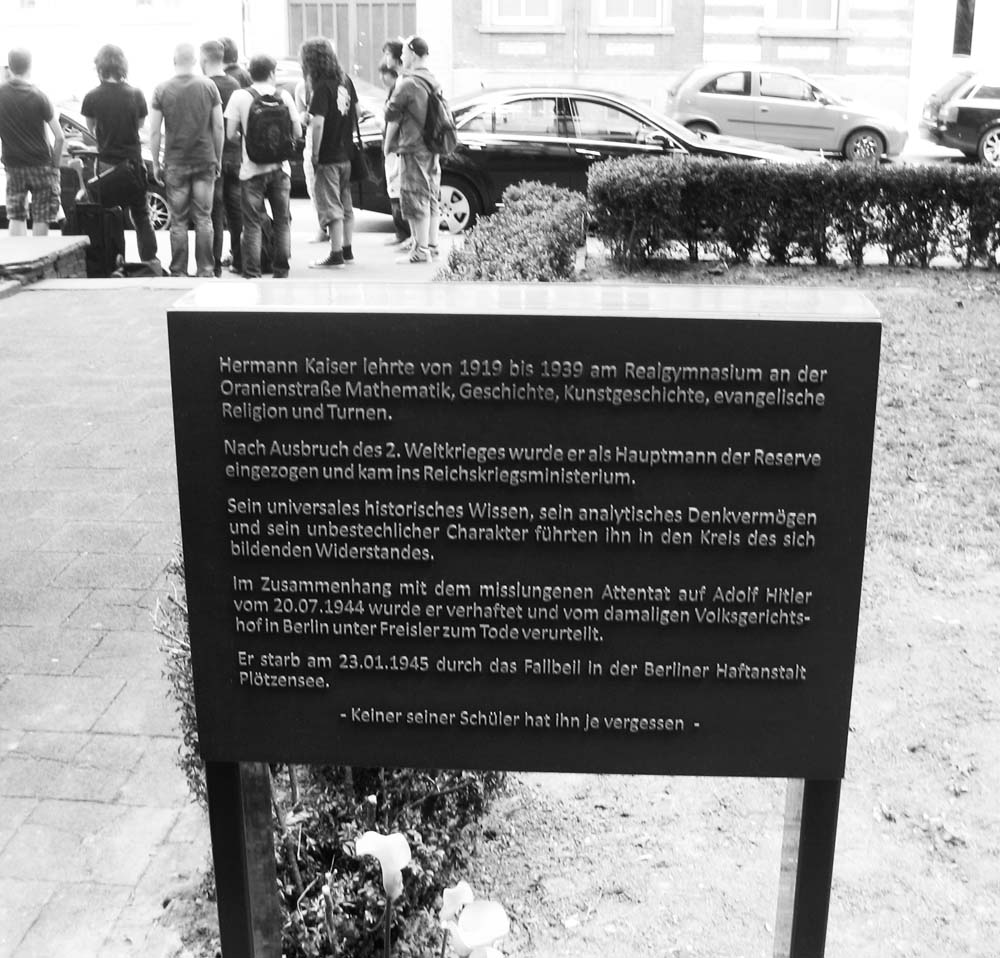 Hermann Kaiser lehrte von 1919 bis 1939 am Realgymnasium an der
Oranienstraße Mathematik, Geschichte, Kunstgeschichte, evangelische
Religion und Turnen.
Nach Ausbruch des 2. Weltkrieges wurde er als Hauptmann der Reserve
eingezogen und kam ins Reichskriegsministerium.
Sein universales historisches Wissen, sein analytisches Denkvermögen
und sein unbestechlicher Charakter führten ihn in den Kreis des sich
bildenden Widerstandes.
Im Zusammenhang mit dem misslungenen Attentat auf Adolf Hitler
vom 20.07.1944 wurde er verhaftet und vom damaligen Volksgerichts-
hof in Berlin unter Freisler zum Tode verurteilt.
Er starb am 23.01.1945 durch das Fallbeil in der Berliner Haftanstalt
Plötzensee.
- Keiner seiner Schüler hat ihn je vergessen -